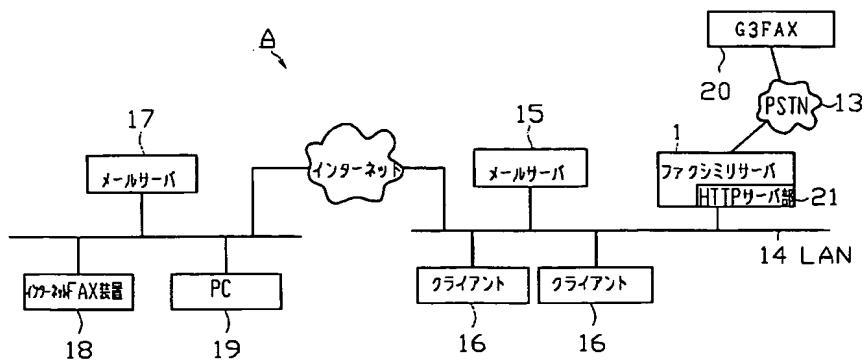 G3FAX
A
20
PSTN
13
17
15
1
メールサーバ
インターネット
メールサーバ
ファクシミリサーバ
HTTPサーバ部
21
14 LAN
インターネットFAX装置
PC
クライアント
クライアント
18
19
16
16